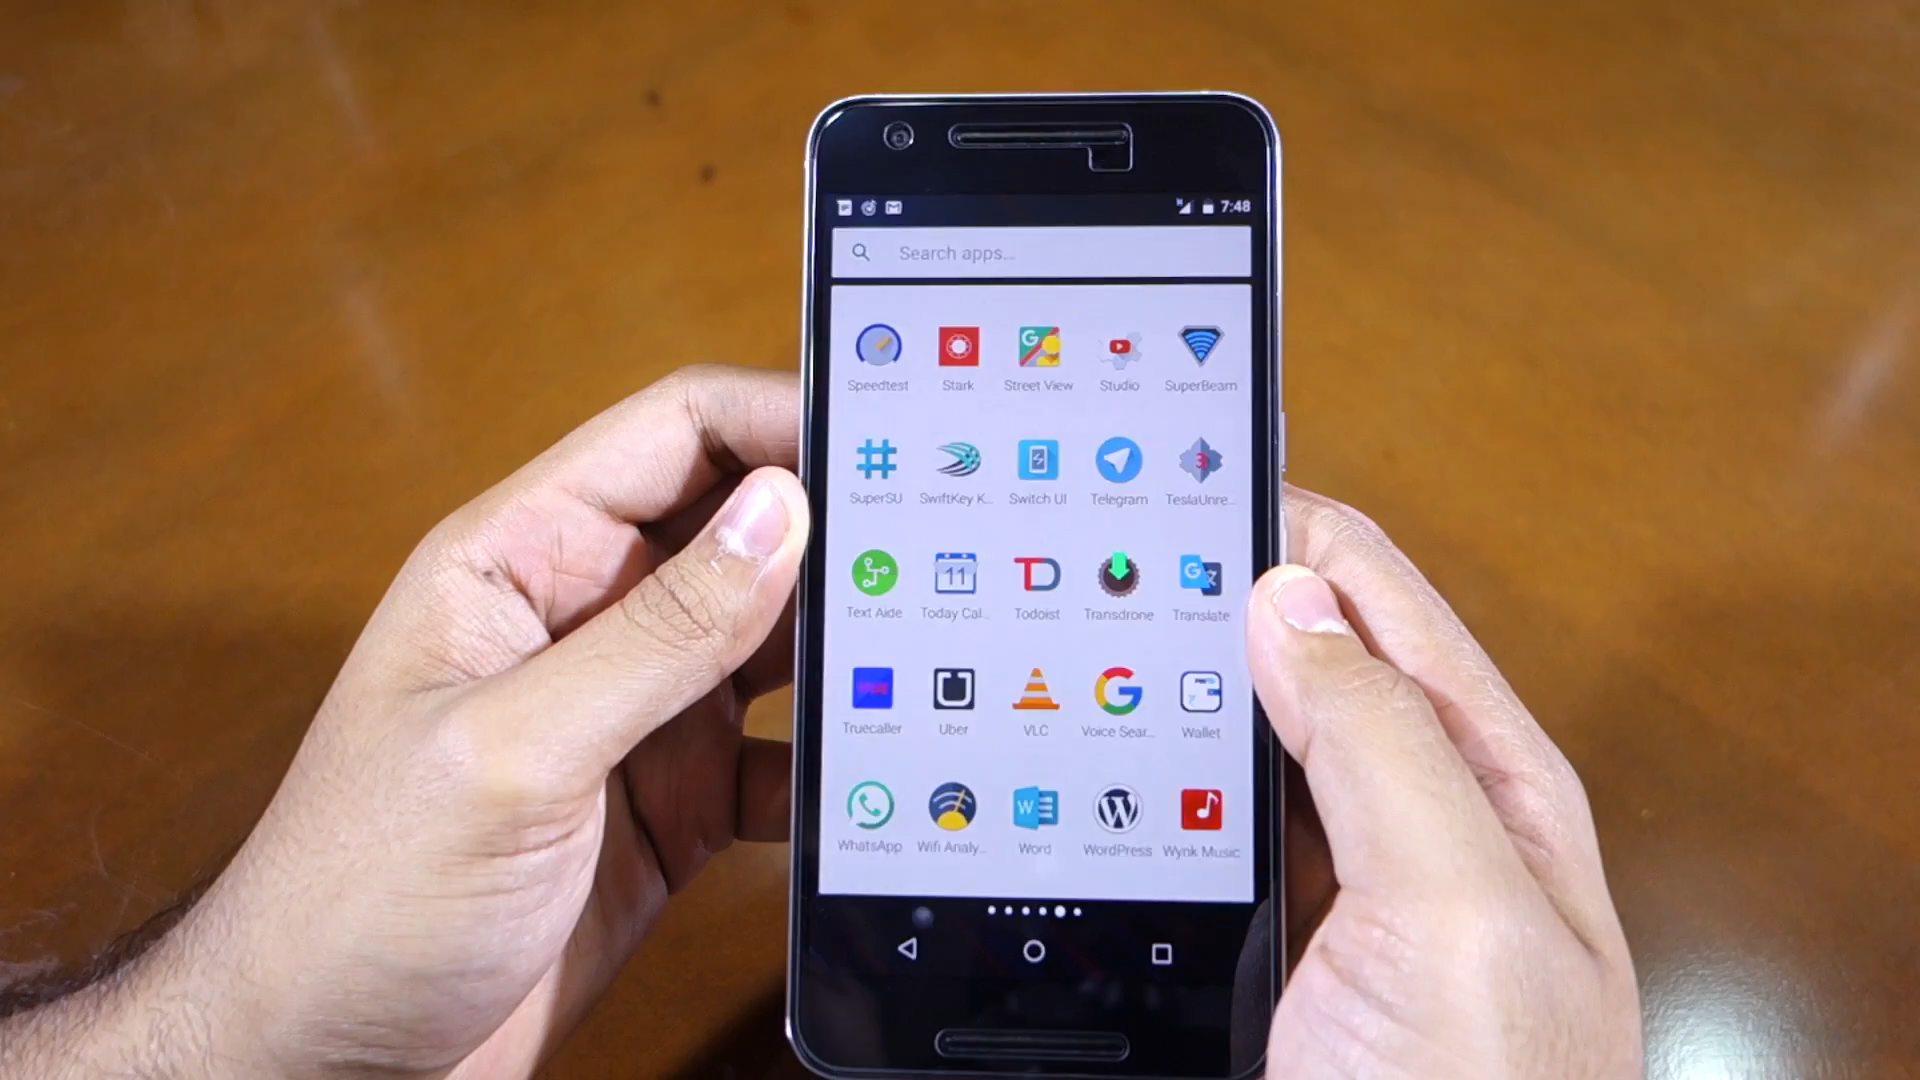 7:48
Search apps...
Speedtest Stark Street View Studio SuperBeam
SuperSU SwiftKey K... Switch UI Telegram TeslaUnre...
11
Text Aide Today Cal... Todoist Transdrone Translate
Truecaller Uber VLC Voice Sear... Wallet
WhatsApp Wifi Analy... Word WordPress Wynk Music